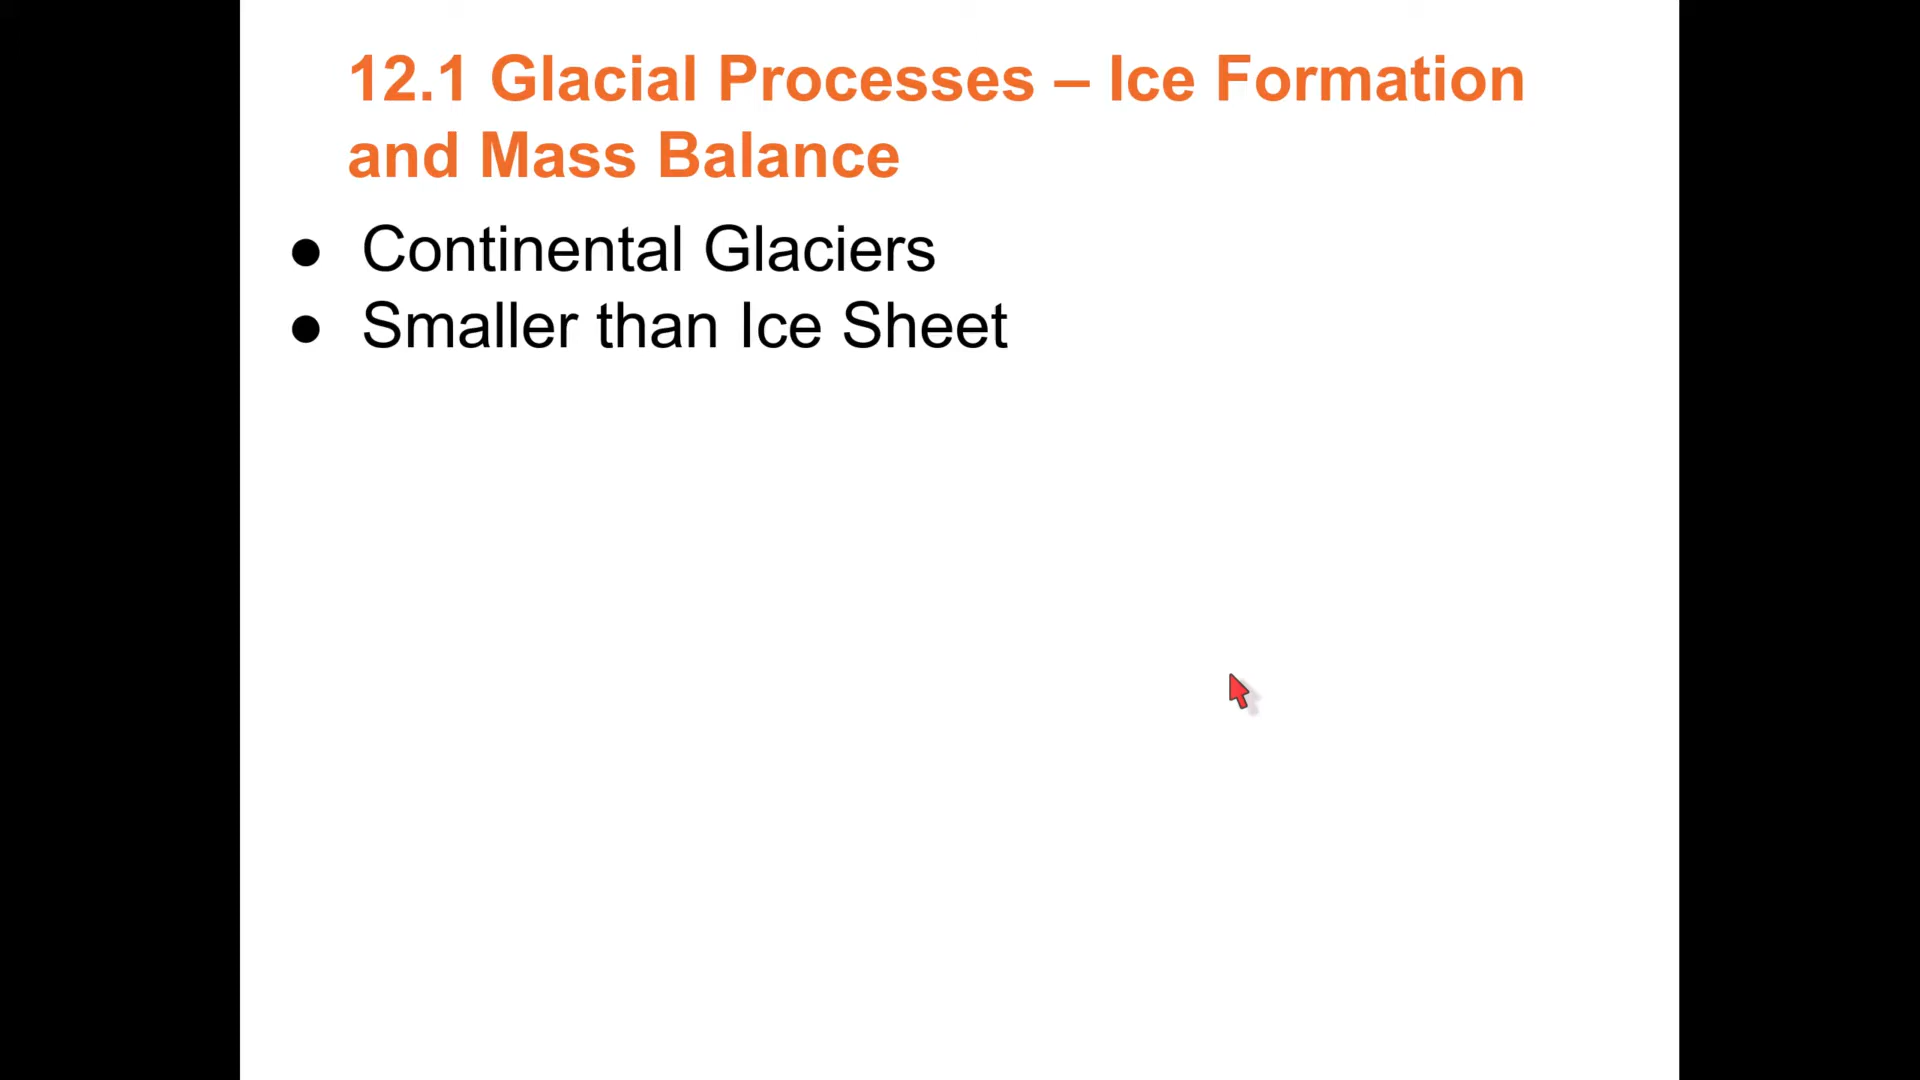 12.1 Glacial Processes – Ice Formation
and Mass Balance
● Continental Glaciers
● Smaller than Ice Sheet